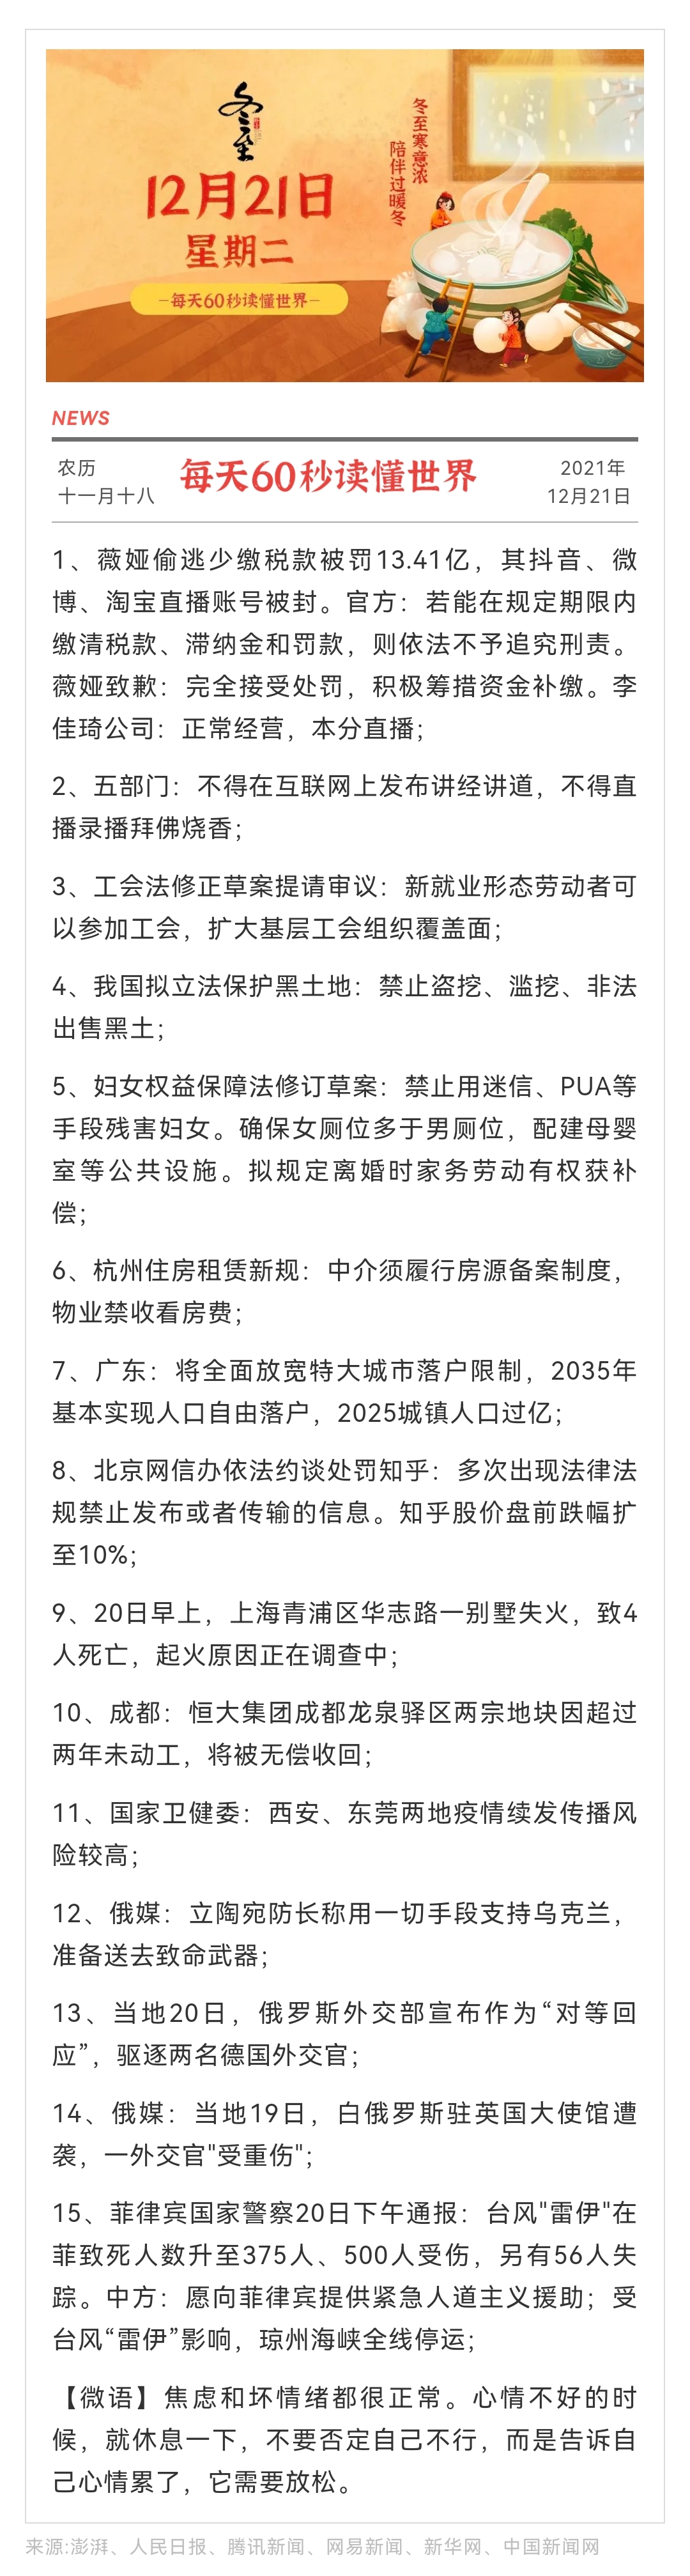 冬至
12月21日
星期二
—每天60秒读懂世界—
冬至寒意浓
陪伴过暖冬
NEWS
农历
十一月十八
每天60秒读懂世界
2021年
12月21日
1、薇娅偷逃少缴税款被罚13.41亿，其抖音、微
博、淘宝直播账号被封。官方：若能在规定期限内
缴清税款、滞纳金和罚款，则依法不予追究刑责。
薇娅致歉：完全接受处罚，积极筹措资金补缴。李
佳琦公司：正常经营，本分直播；
2、五部门：不得在互联网上发布讲经讲道，不得直
播录播拜佛烧香；
3、工会法修正草案提请审议：新就业形态劳动者可
以参加工会，扩大基层工会组织覆盖面；
4、我国拟立法保护黑土地：禁止盗挖、滥挖、非法
出售黑土；
5、妇女权益保障法修订草案：禁止用迷信、PUA等
手段残害妇女。确保女厕位多于男厕位，配建母婴
室等公共设施。拟规定离婚时家务劳动有权获补
偿；
6、杭州住房租赁新规：中介须履行房源备案制度，
物业禁收看房费；
7、广东：将全面放宽特大城市落户限制，2035年
基本实现人口自由落户，2025城镇人口过亿；
8、北京网信办依法约谈处罚知乎：多次出现法律法
规禁止发布或者传输的信息。知乎股价盘前跌幅扩
至10%；
9、20日早上，上海青浦区华志路一别墅失火，致4
人死亡，起火原因正在调查中；
10、成都：恒大集团成都龙泉驿区两宗地块因超过
两年未动工，将被无偿收回；
11、国家卫健委：西安、东莞两地疫情续发传播风
险较高；
12、俄媒：立陶宛防长称用一切手段支持乌克兰，
准备送去致命武器；
13、当地20日，俄罗斯外交部宣布作为“对等回
应”，驱逐两名德国外交官；
14、俄媒：当地19日，白俄罗斯驻英国大使馆遭
袭，一外交官"受重伤"；
15、菲律宾国家警察20日下午通报：台风"雷伊"在
菲致死人数升至375人、500人受伤，另有56人失
踪。中方：愿向菲律宾提供紧急人道主义援助；受
台风“雷伊”影响，琼州海峡全线停运；
【微语】焦虑和坏情绪都很正常。心情不好的时
候，就休息一下，不要否定自己不行，而是告诉自
己心情累了，它需要放松。
来源:澎湃、人民日报、腾讯新闻、网易新闻、新华网、中国新闻网